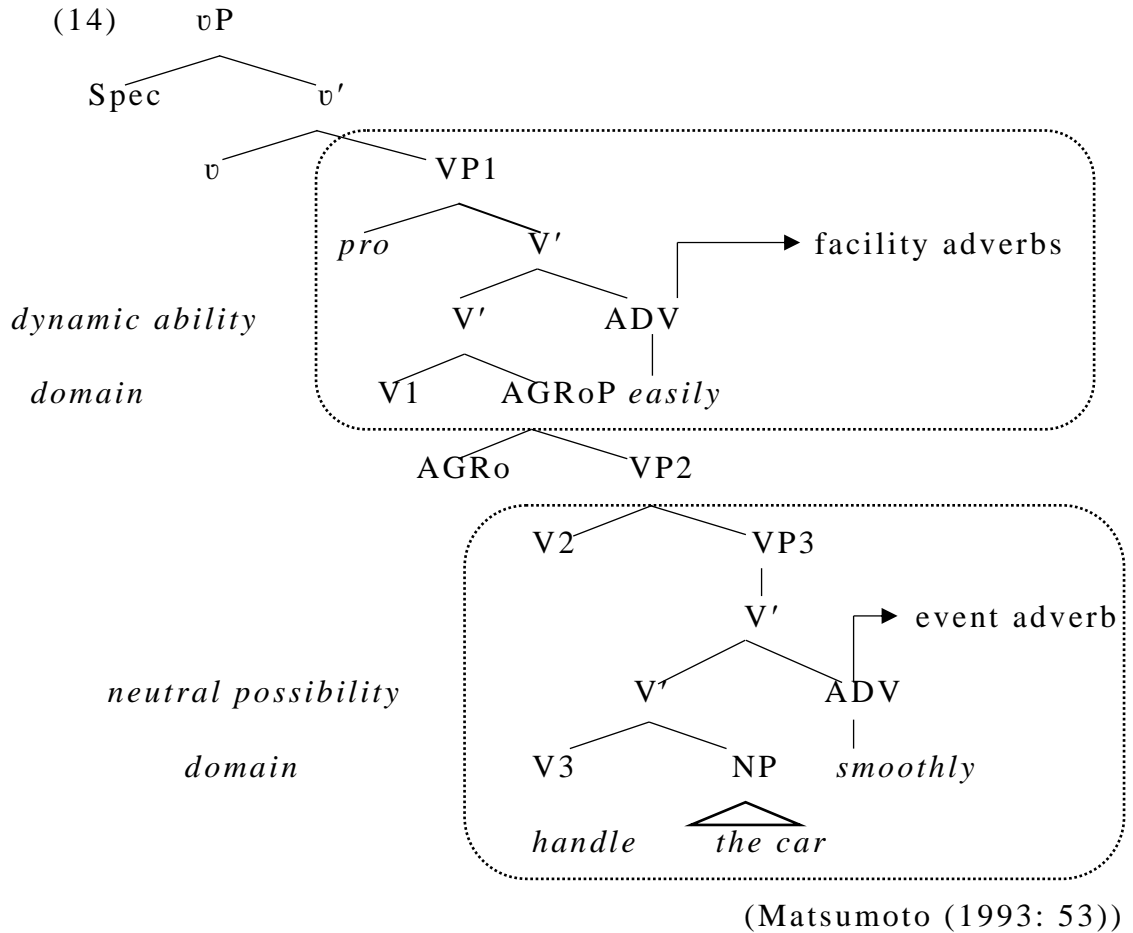 (14) ʋP
Spec ʋ′
ʋ VP1
pro V′ facility adverbs
dynamic ability V′ ADV
domain V1 AGRoP easily
AGRo VP2
V2 VP3
V′ event adverb
neutral possibility V′ ADV
domain V3 NP smoothly
handle the car
(Matsumoto (1993: 53))